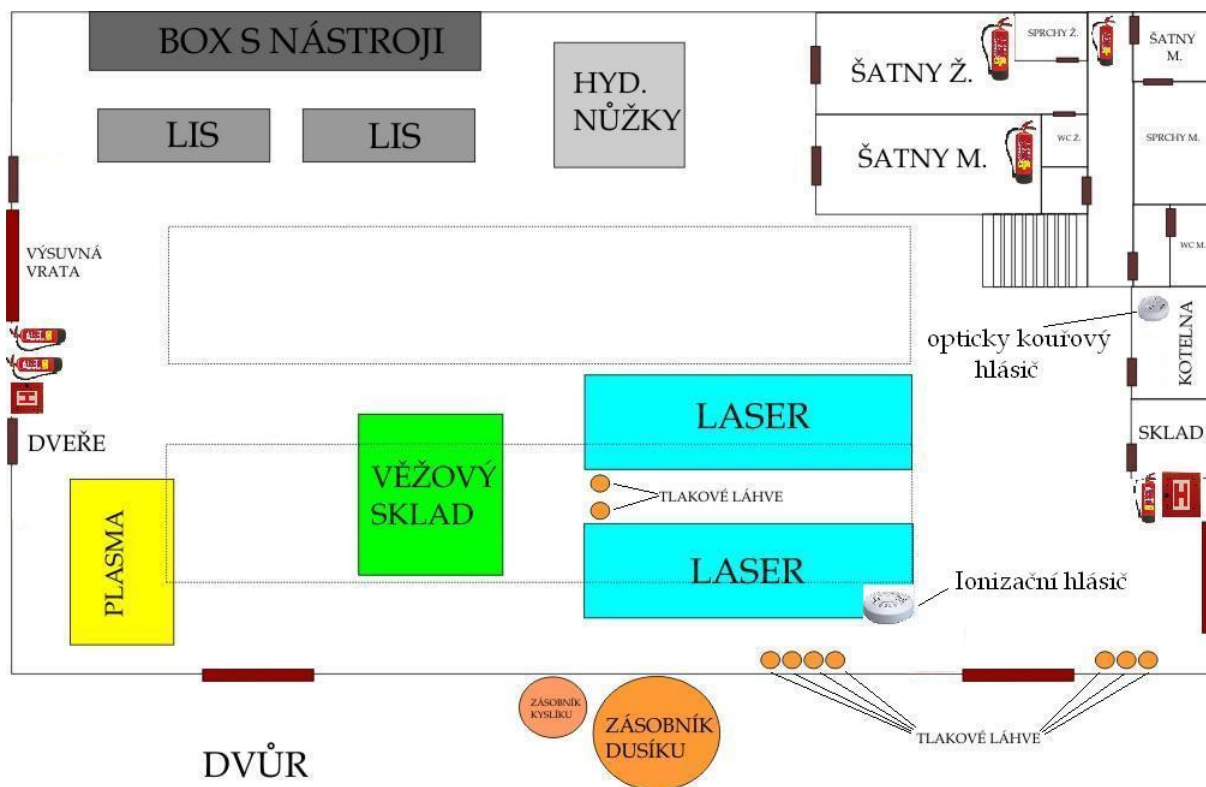 BOX S NÁSTROJI
LIS
LIS
HYD.
NŮŽKY
ŠATNY Ž.
SPRCHY Ž.
ŠATNY
M.
ŠATNY M.
WC Ž.
SPRCHY M.
WC M.
VÝSUVNÁ
VRATA
opticky kouřový
hlásič
KOTELNA
H
DVEŘE
LASER
SKLAD
VĚŽOVÝ
SKLAD
TLAKOVÉ LÁHVE
H
PLASMA
LASER
Ionizační hlásič
ZÁSOBNÍK
KYSLÍKU
ZÁSOBNÍK
DUSÍKU
TLAKOVÉ LÁHVE
DVŮR